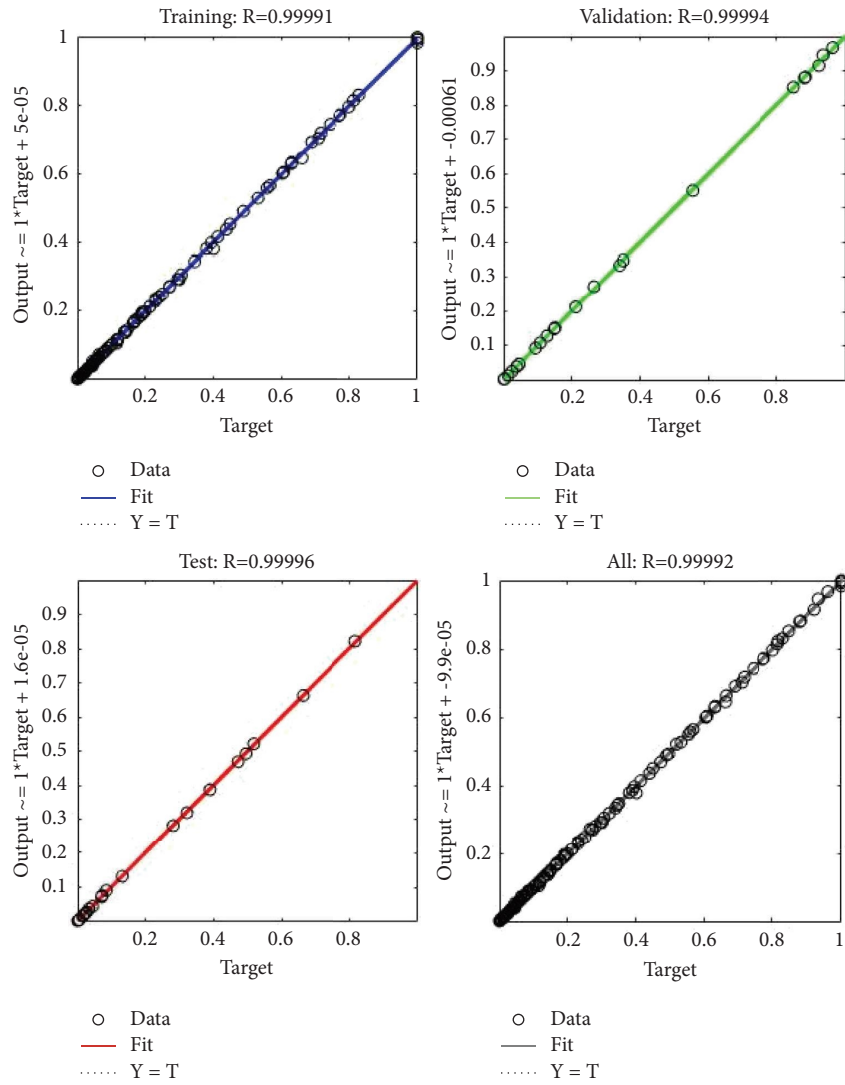 Training: R=0.99991
Output ~= 1*Target + 5e-05
1
0.8
0.6
0.4
0.2
0.2
0.4
0.6
0.8
1
Target
Data
Fit
Y = T
Validation: R=0.99994
Output ~= 1*Target + -0.00061
0.9
0.8
0.7
0.6
0.5
0.4
0.3
0.2
0.1
0.2
0.4
0.6
0.8
Target
Data
Fit
Y = T
Test: R=0.99996
Output ~= 1*Target + 1.6e-05
0.9
0.8
0.7
0.6
0.5
0.4
0.3
0.2
0.1
0.2
0.4
0.6
0.8
Target
Data
Fit
Y = T
All: R=0.99992
Output ~= 1*Target + -9.9e-05
1
0.8
0.6
0.4
0.2
0.2
0.4
0.6
0.8
1
Target
Data
Fit
Y = T